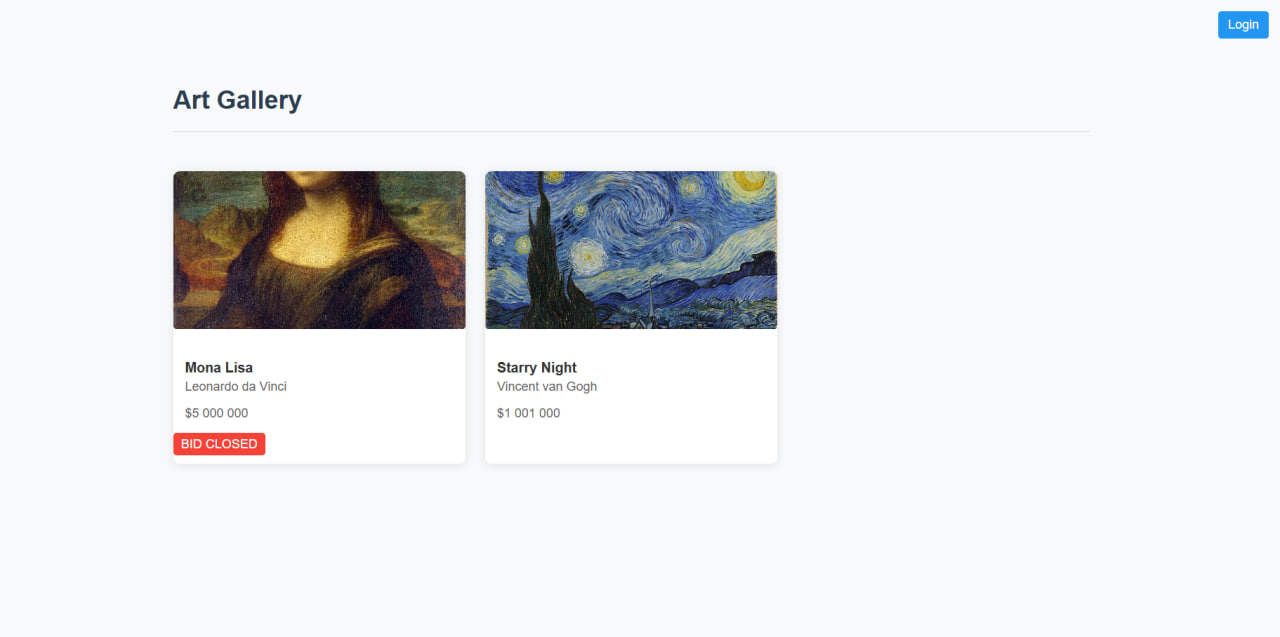 Login
Art Gallery
Mona Lisa
Leonardo da Vinci
$5 000 000
BID CLOSED
Starry Night
Vincent van Gogh
$1 001 000